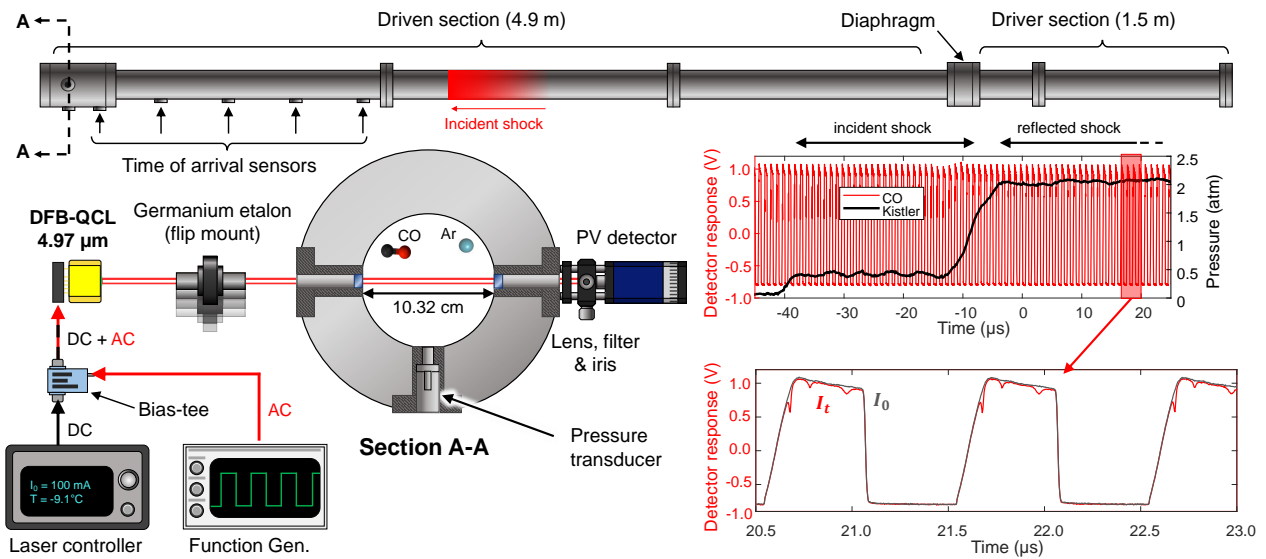 Driven section (4.9 m)
Diaphragm
Driver section (1.5 m)
A
A
Incident shock
Time of arrival sensors
DFB-QCL
4.97 µm
Germanium etalon
(flip mount)
CO
Ar
10.32 cm
PV detector
Lens, filter
& iris
DC + AC
Bias-tee
AC
DC
Section A-A
Pressure
transducer
I₀ = 100 mA
T = -9.1°C
Laser controller
Function Gen.
incident shock
reflected shock
Detector response (V)
1.0
0.5
0.0
-0.5
-1.0
CO
Kistler
2.5
2
1.5
1
0.5
0
Pressure (atm)
-40 -30 -20 -10 0 10 20
Time (µs)
Detector response (V)
1.0
0.5
0.0
-0.5
-1.0
Iₜ
I₀
20.5 21.0 21.5 22.0 22.5 23.0
Time (µs)